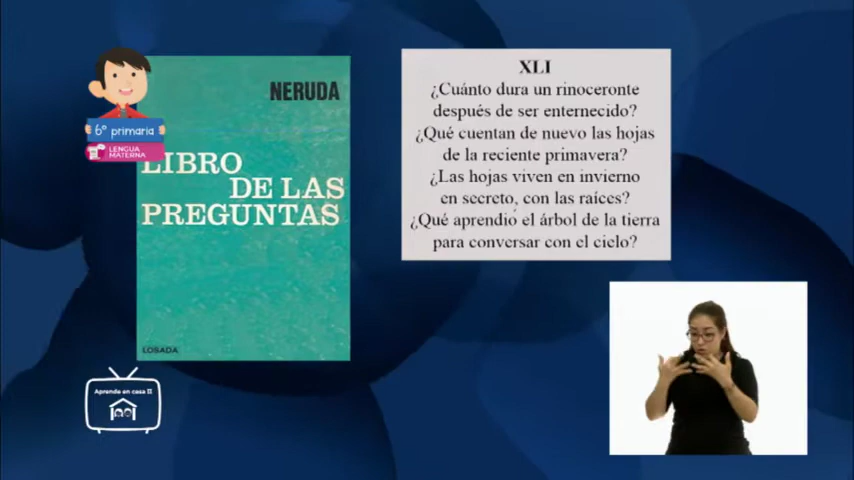 NERUDA
6º primaria
LENGUA
MATERNA
LIBRO
DE LAS
PREGUNTAS
LOSADA
XLI
¿Cuánto dura un rinoceronte
después de ser enternecido?
¿Qué cuentan de nuevo las hojas
de la reciente primavera?
¿Las hojas viven en invierno
en secreto, con las raíces?
¿Qué aprendió el árbol de la tierra
para conversar con el cielo?
Aprende en casa II